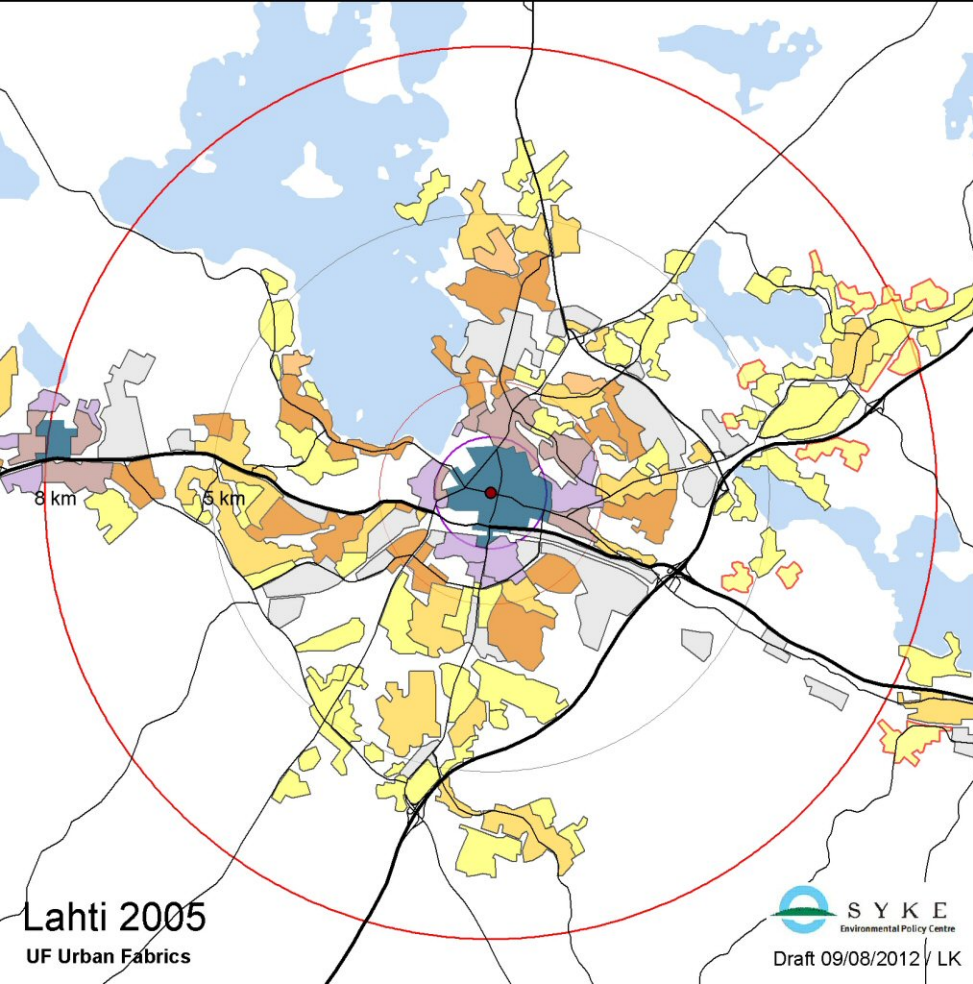 8 km
5 km
Lahti 2005
UF Urban Fabrics
SYKE
Environmental Policy Centre
Draft 09/08/2012 / LK